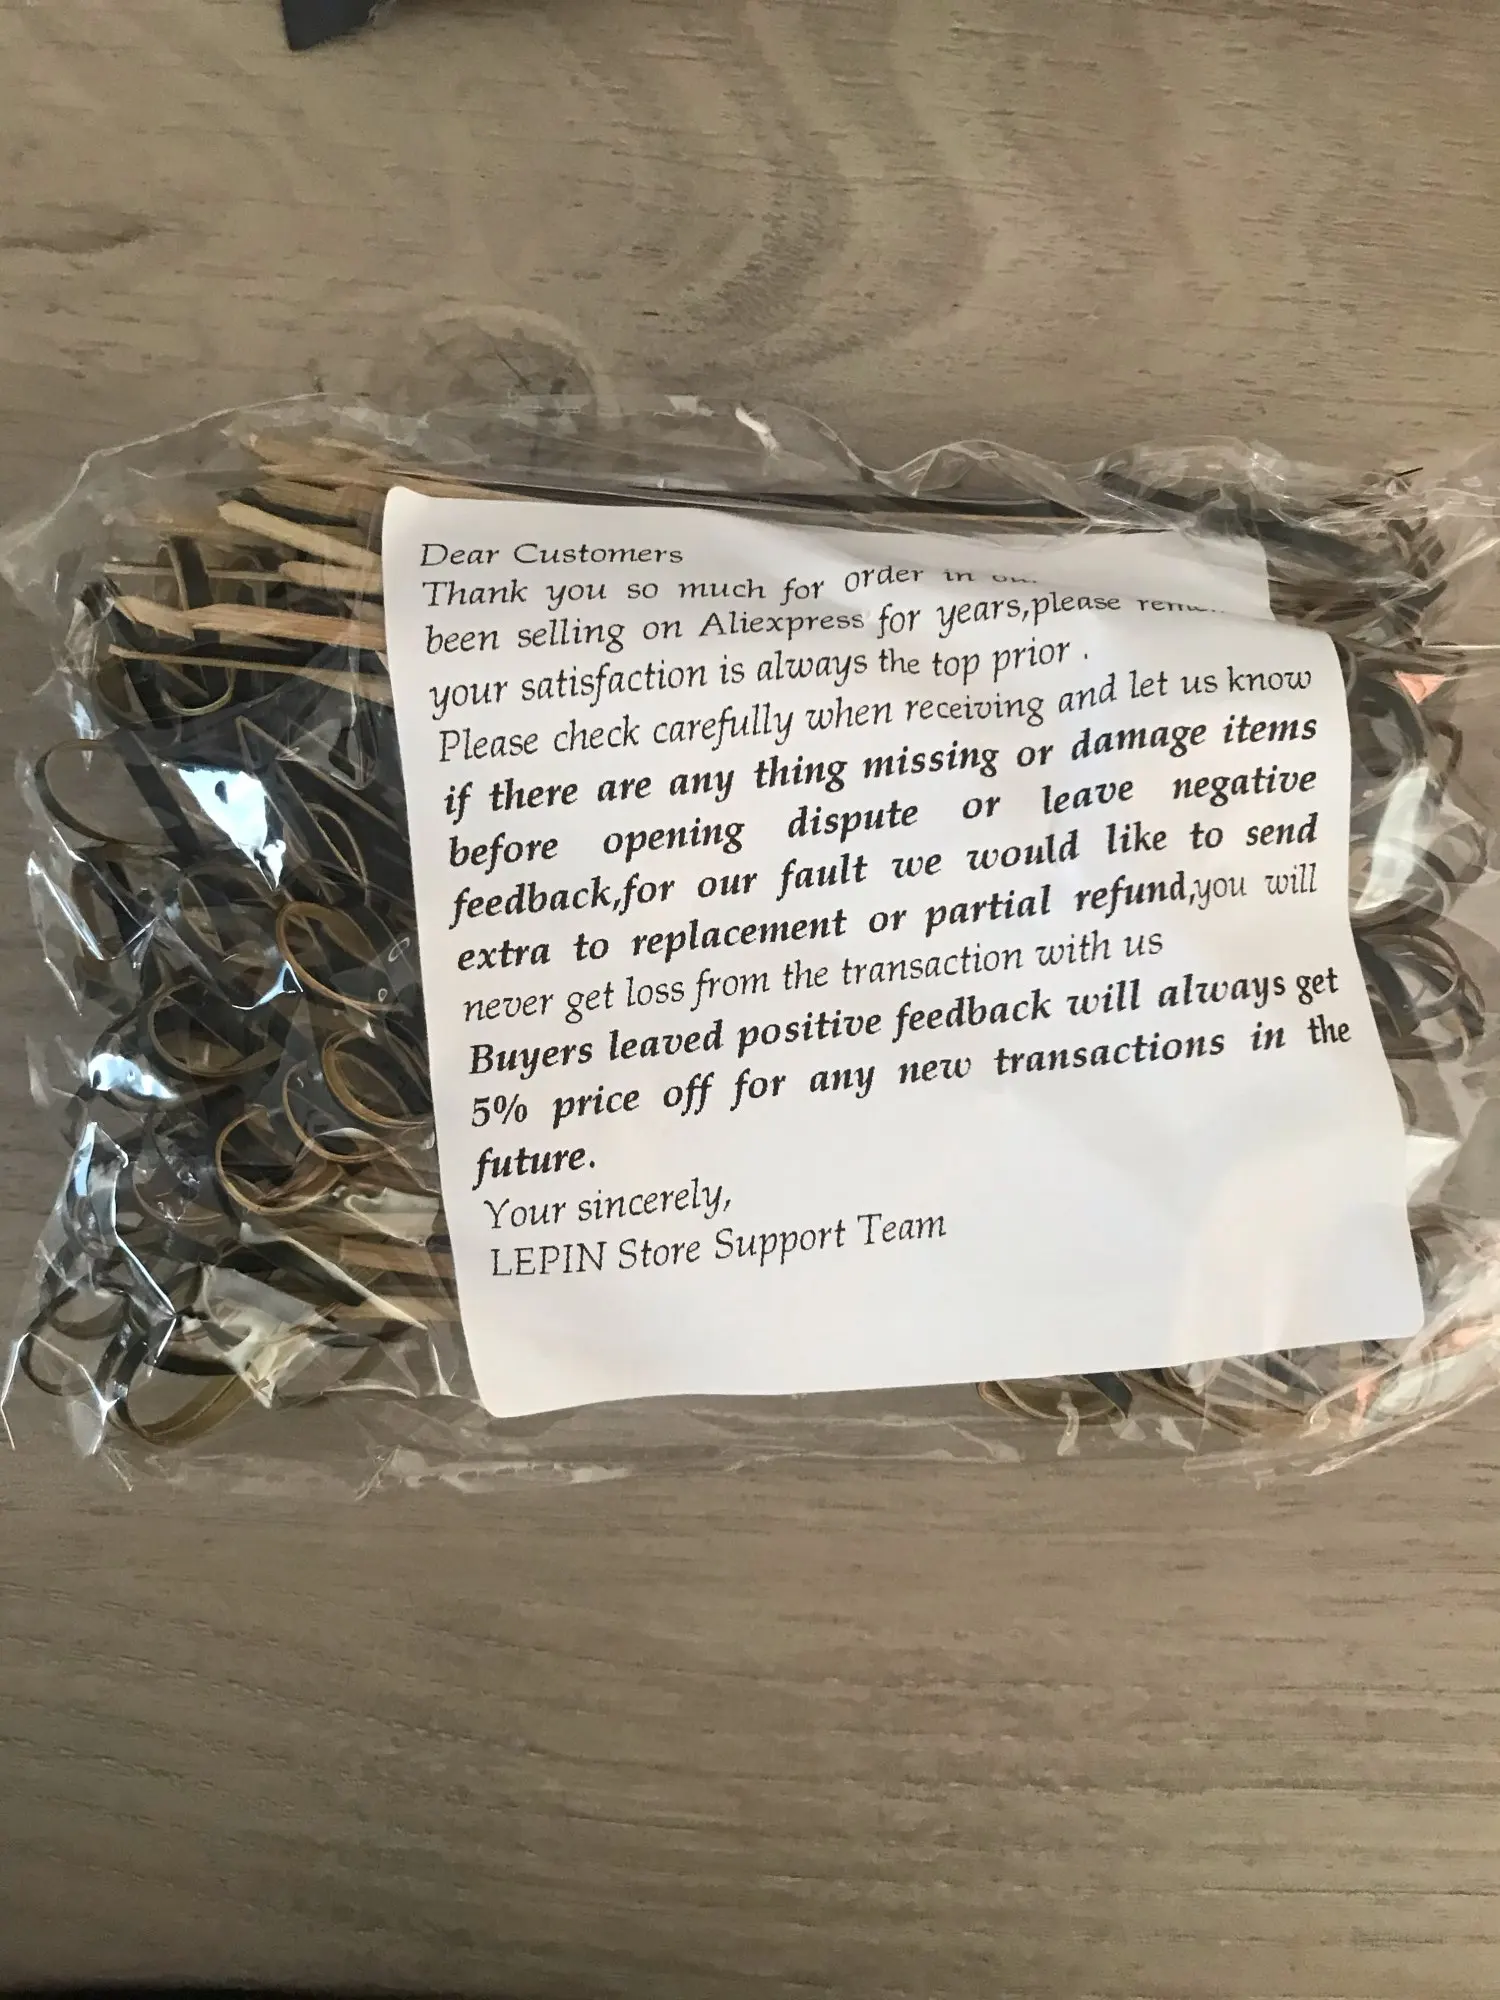 Dear Customers
Thank you so much for order in
been selling on Aliexpress for years,please
your satisfaction is always the top prior .
Please check carefully when receiving and let us know
if there are any thing missing or damage items
before opening dispute or leave negative
feedback,for our fault we would like to send
extra to replacement or partial refund,you will
never get loss from the transaction with us
Buyers leaved positive feedback will always get
5% price off for any new transactions in the
future.
Your sincerely,
LEPIN Store Support Team